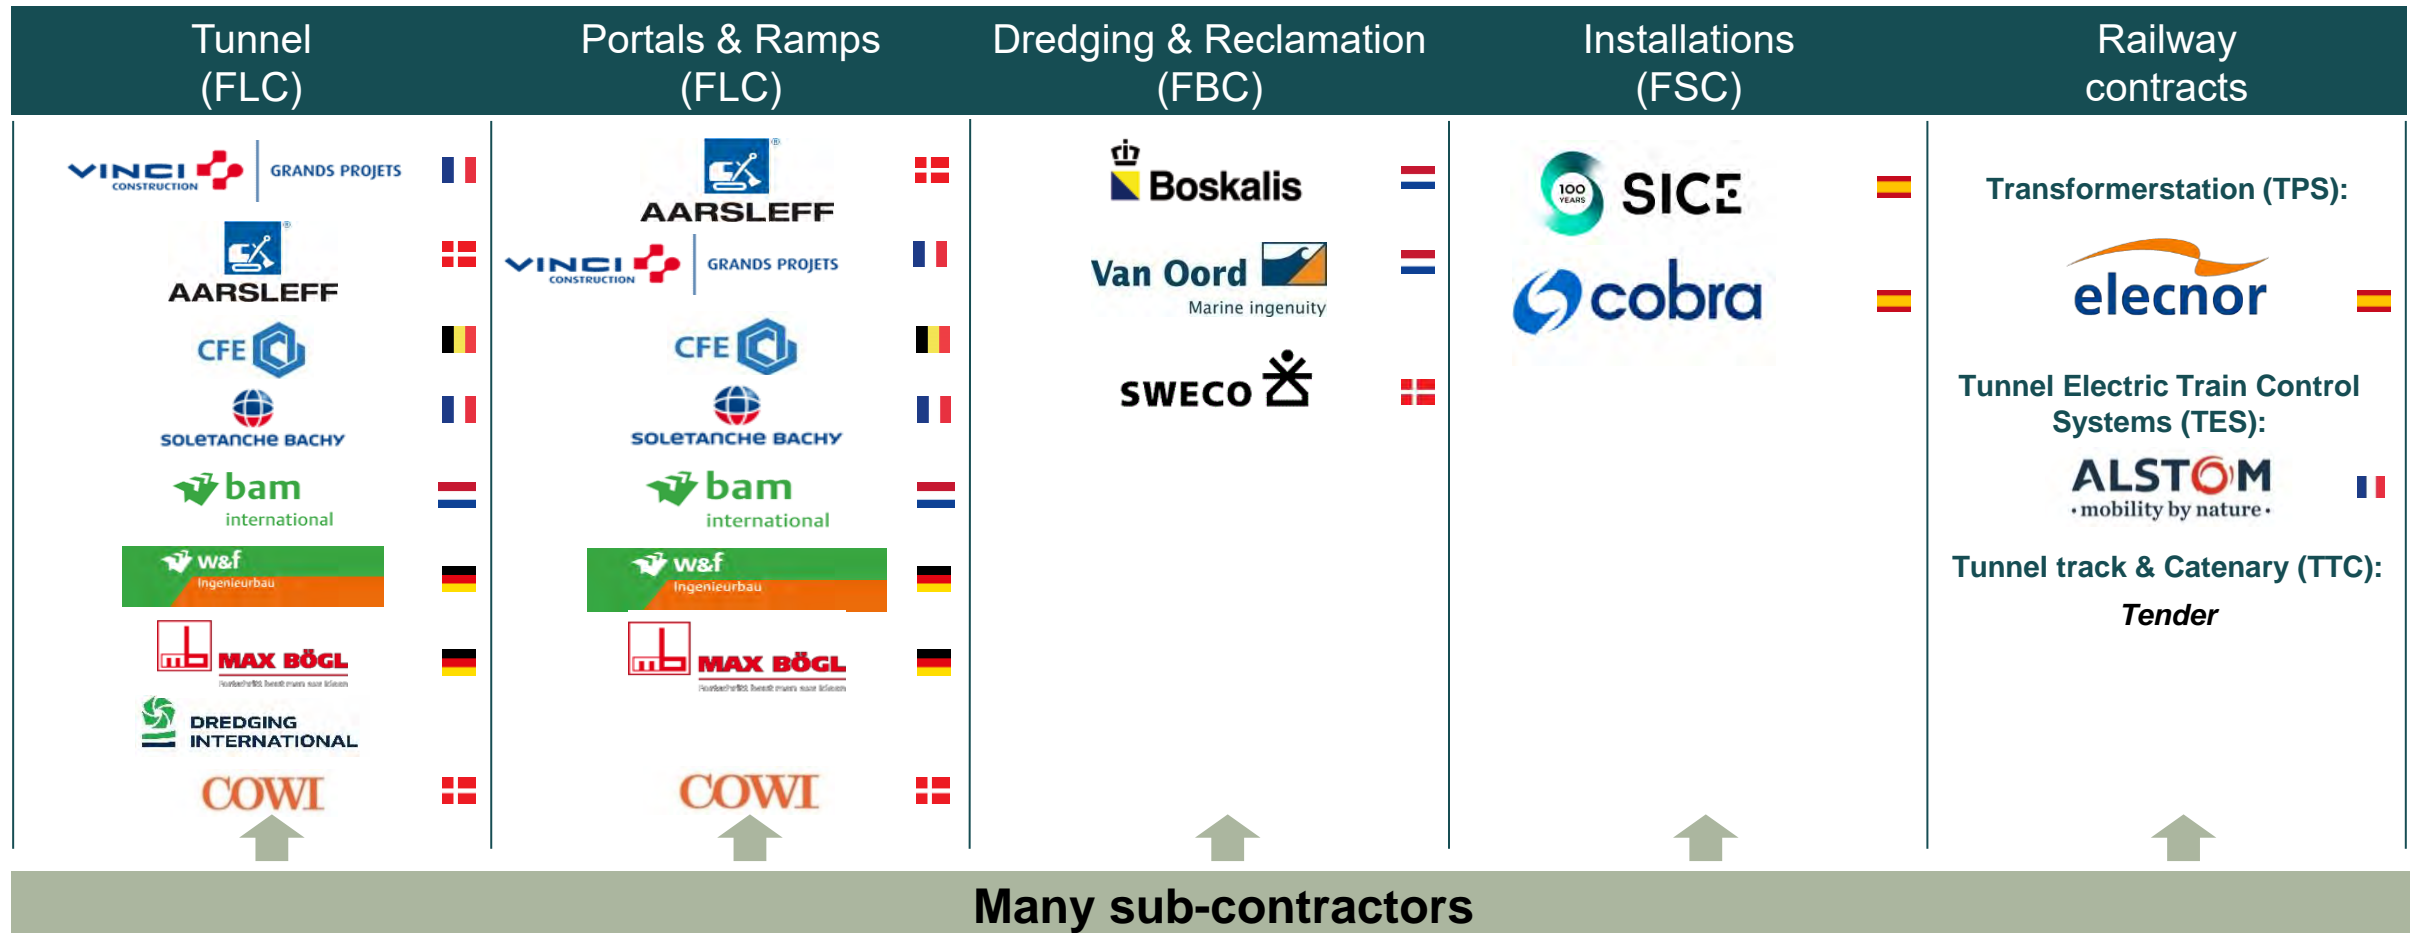 Tunnel
(FLC)
Portals & Ramps
(FLC)
Dredging & Reclamation
(FBC)
Installations
(FSC)
Railway
contracts
VINCI
CONSTRUCTION
GRANDS PROJETS
®
AARSLEFF
CFE
SOLETANCHE BACHY
bam
international
w&f
Ingenieurbau
MAX BÖGL
DREDGING
INTERNATIONAL
COWI
®
AARSLEFF
VINCI
CONSTRUCTION
GRANDS PROJETS
CFE
SOLETANCHE BACHY
bam
international
w&f
Ingenieurbau
MAX BÖGL
COWI
Boskalis
Van Oord
Marine ingenuity
SWECO
100
YEARS
SICE
cobra
Transformerstation (TPS):
elecnor
Tunnel Electric Train Control
Systems (TES):
ALSTOM
• mobility by nature •
Tunnel track & Catenary (TTC):
Tender
Many sub-contractors